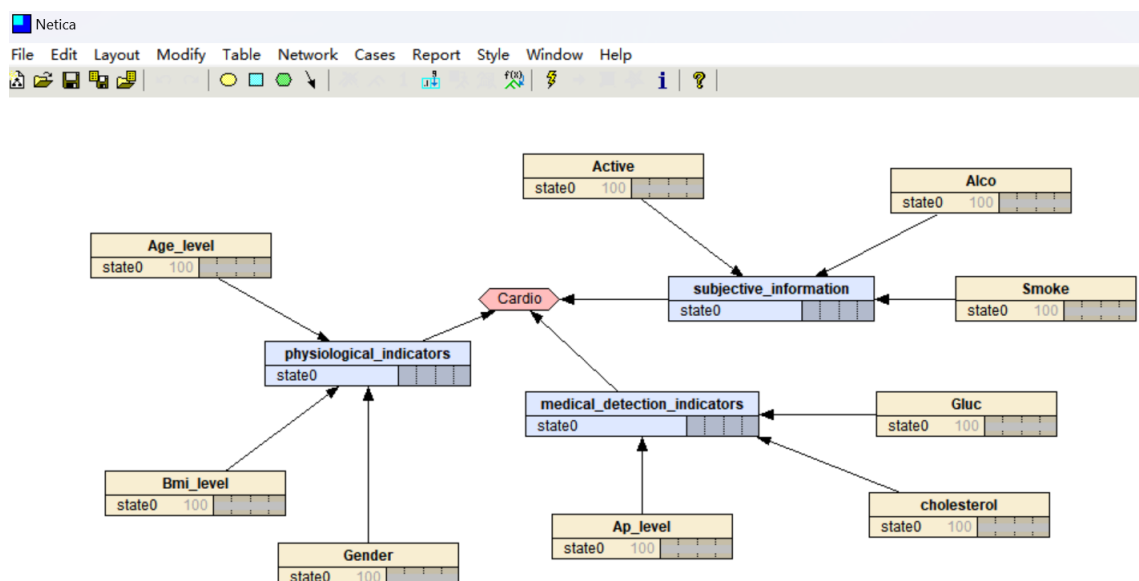 Netica
File Edit Layout Modify Table Network Cases Report Style Window Help
f(x)
i ?
Active
state0 100
Alco
state0 100
Age_level
state0 100
Cardio
subjective_information
state0
Smoke
state0 100
physiological_indicators
state0
medical_detection_indicators
state0
Gluc
state0 100
Bmi_level
state0 100
cholesterol
state0 100
Ap_level
state0 100
Gender
state0 100